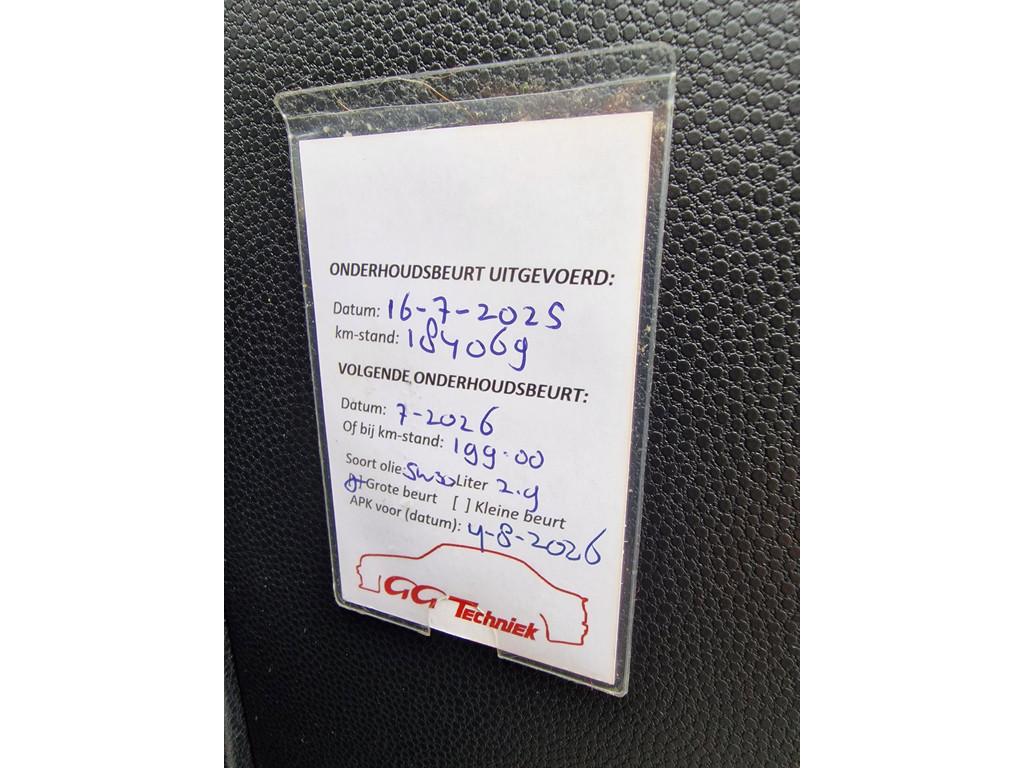 ONDERHOUDSBEURT UITGEVOERD:
Datum: 16-7-2025
km-stand: 184069
VOLGENDE ONDERHOUDSBEURT:
Datum: 7-2026
Of bij km-stand: 199.00
Soort olie: 5W30 Liter 2.9
[x] Grote beurt [ ] Kleine beurt
APK voor (datum): 4-8-2026
GG Techniek